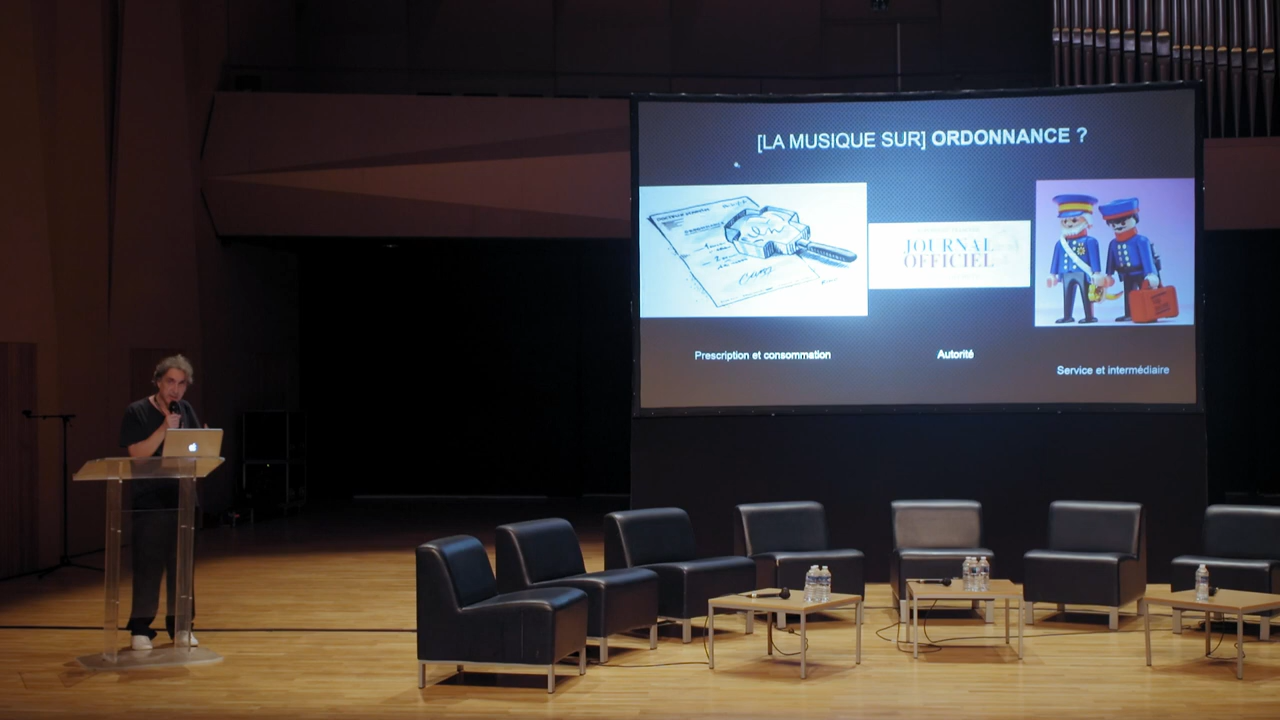 [LA MUSIQUE SUR] ORDONNANCE ?
JOURNAL
OFFICIEL
Prescription et consommation
Autorité
Service et intermédiaire